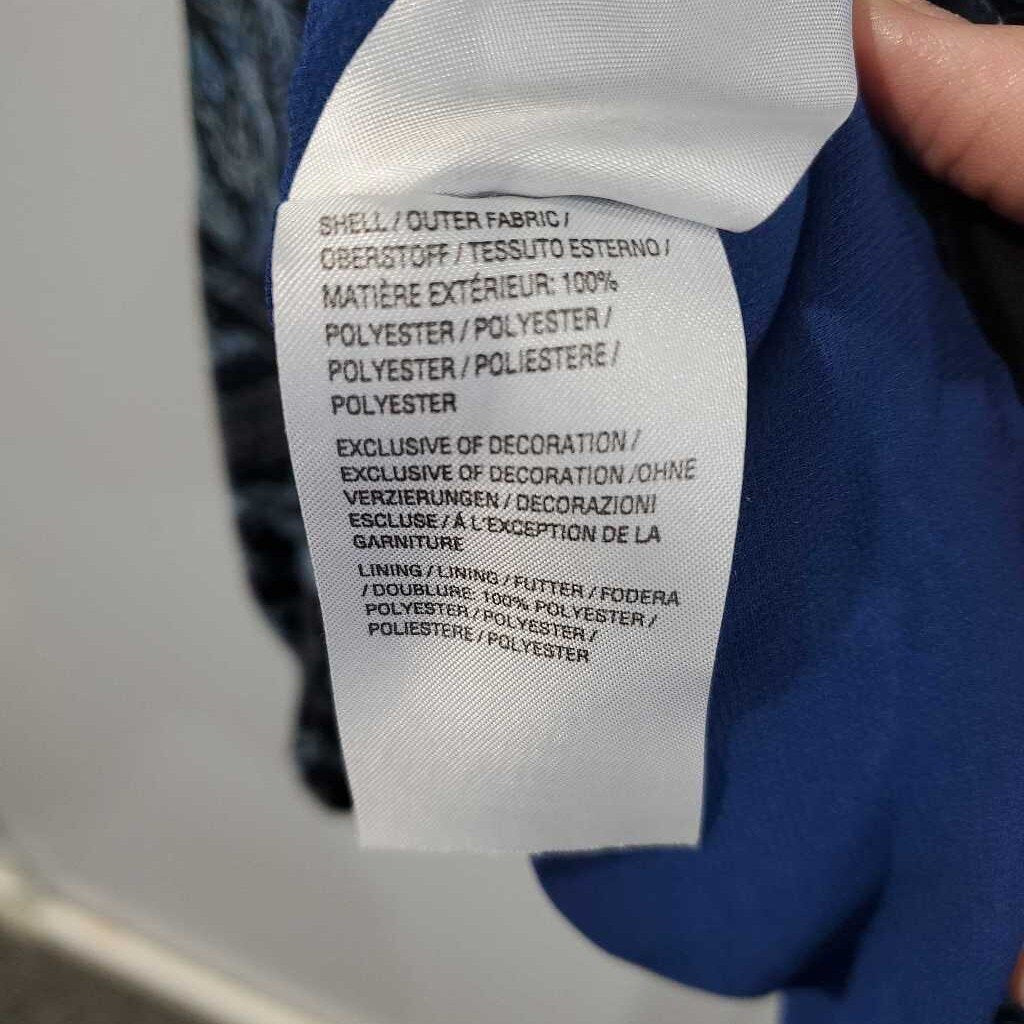 SHELL / OUTER FABRIC /
OBERSTOFF / TESSUTO ESTERNO /
MATIÈRE EXTÉRIEUR: 100%
POLYESTER / POLYESTER /
POLYESTER / POLIESTERE /
POLYESTER
EXCLUSIVE OF DECORATION /
EXCLUSIVE OF DECORATION /OHNE
VERZIERUNGEN / DECORAZIONI
ESCLUSE / Á L'EXCEPTION DE LA
GARNITURE
LINING / LINING / FUTTER / FODERA
/ DOUBLURE: 100% POLYESTER /
POLYESTER / POLYESTER /
POLIESTERE / POLYESTER